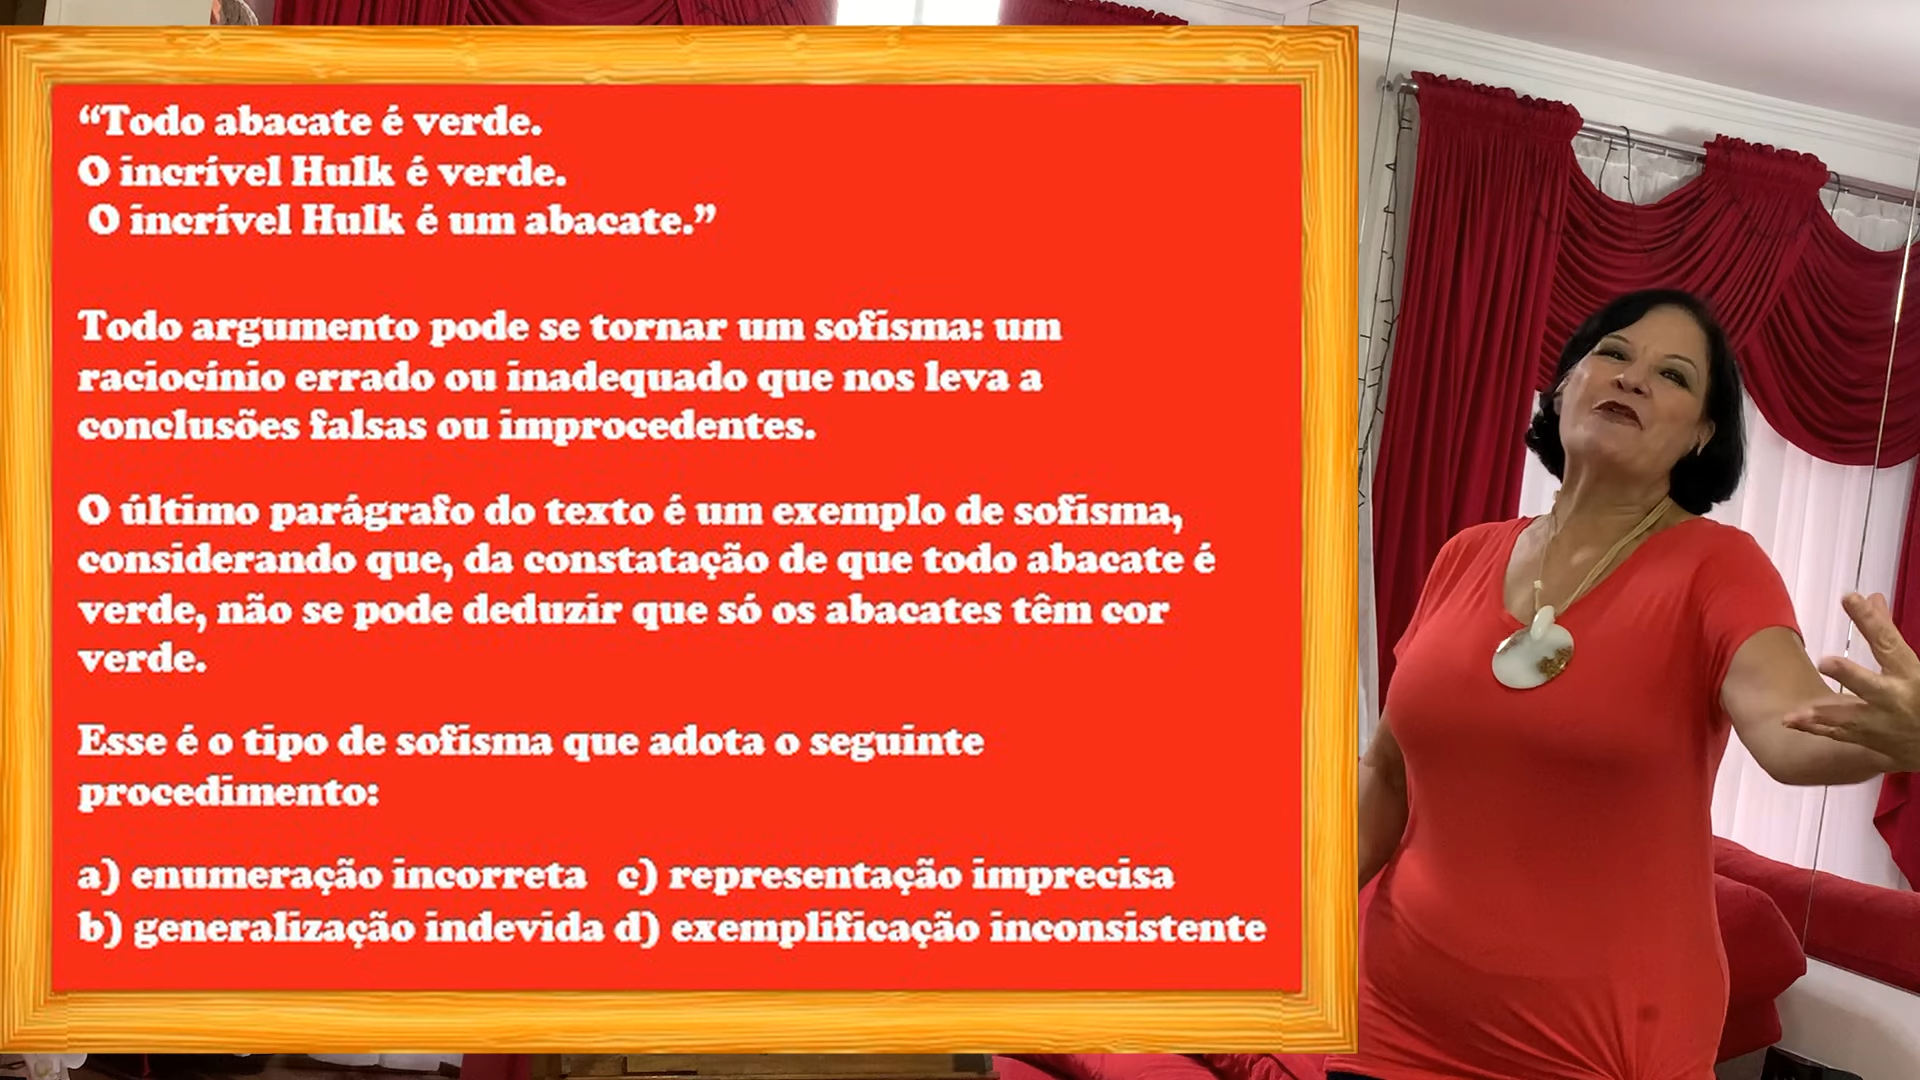 “Todo abacate é verde.
O incrível Hulk é verde.
O incrível Hulk é um abacate.”
Todo argumento pode se tornar um sofisma: um
raciocínio errado ou inadequado que nos leva a
conclusões falsas ou improcedentes.
O último parágrafo do texto é um exemplo de sofisma,
considerando que, da constatação de que todo abacate é
verde, não se pode deduzir que só os abacates têm cor
verde.
Esse é o tipo de sofisma que adota o seguinte
procedimento:
a) enumeração incorreta c) representação imprecisa
b) generalização indevida d) exemplificação inconsistente